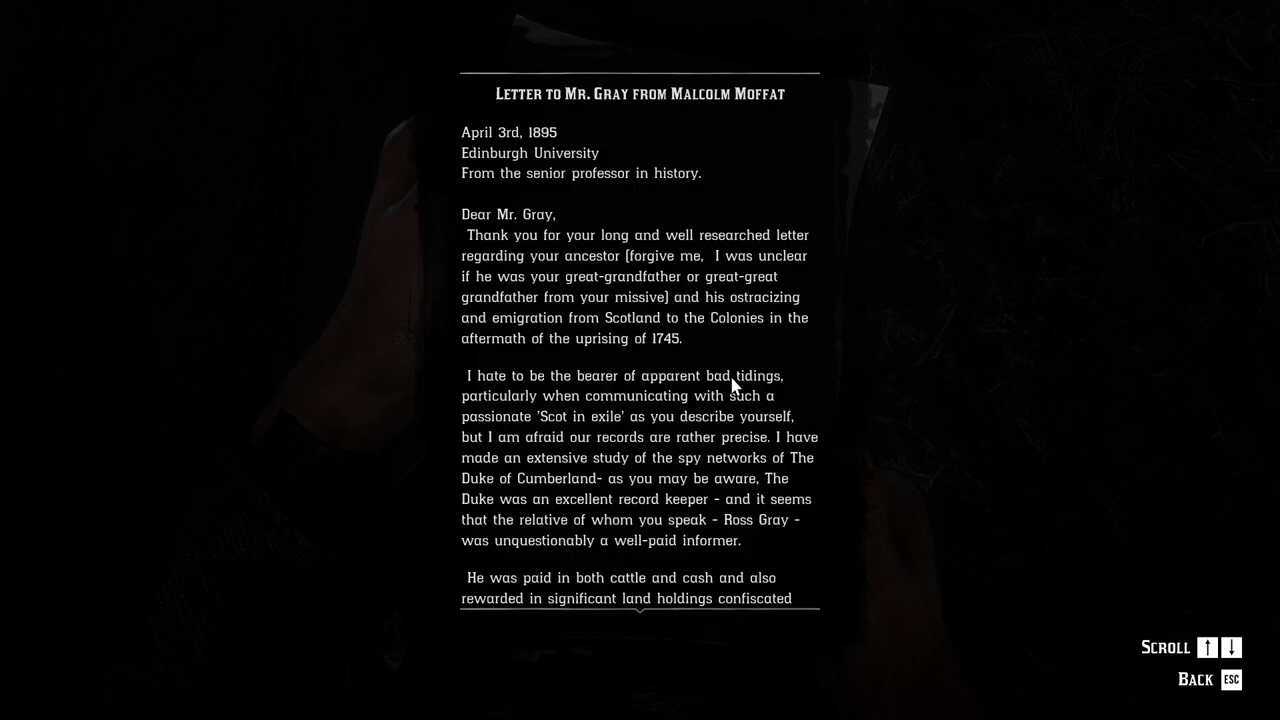 Letter to Mr. Gray from Malcolm Moffat
April 3rd, 1895
Edinburgh University
From the senior professor in history.
Dear Mr. Gray,
Thank you for your long and well researched letter
regarding your ancestor (forgive me, I was unclear
if he was your great-grandfather or great-great
grandfather from your missive) and his ostracizing
and emigration from Scotland to the Colonies in the
aftermath of the uprising of 1745.
I hate to be the bearer of apparent bad tidings,
particularly when communicating with such a
passionate 'Scot in exile' as you describe yourself,
but I am afraid our records are rather precise. I have
made an extensive study of the spy networks of The
Duke of Cumberland- as you may be aware, The
Duke was an excellent record keeper - and it seems
that the relative of whom you speak - Ross Gray -
was unquestionably a well-paid informer.
He was paid in both cattle and cash and also
rewarded in significant land holdings confiscated
Scroll ↑ ↓
Back ESC